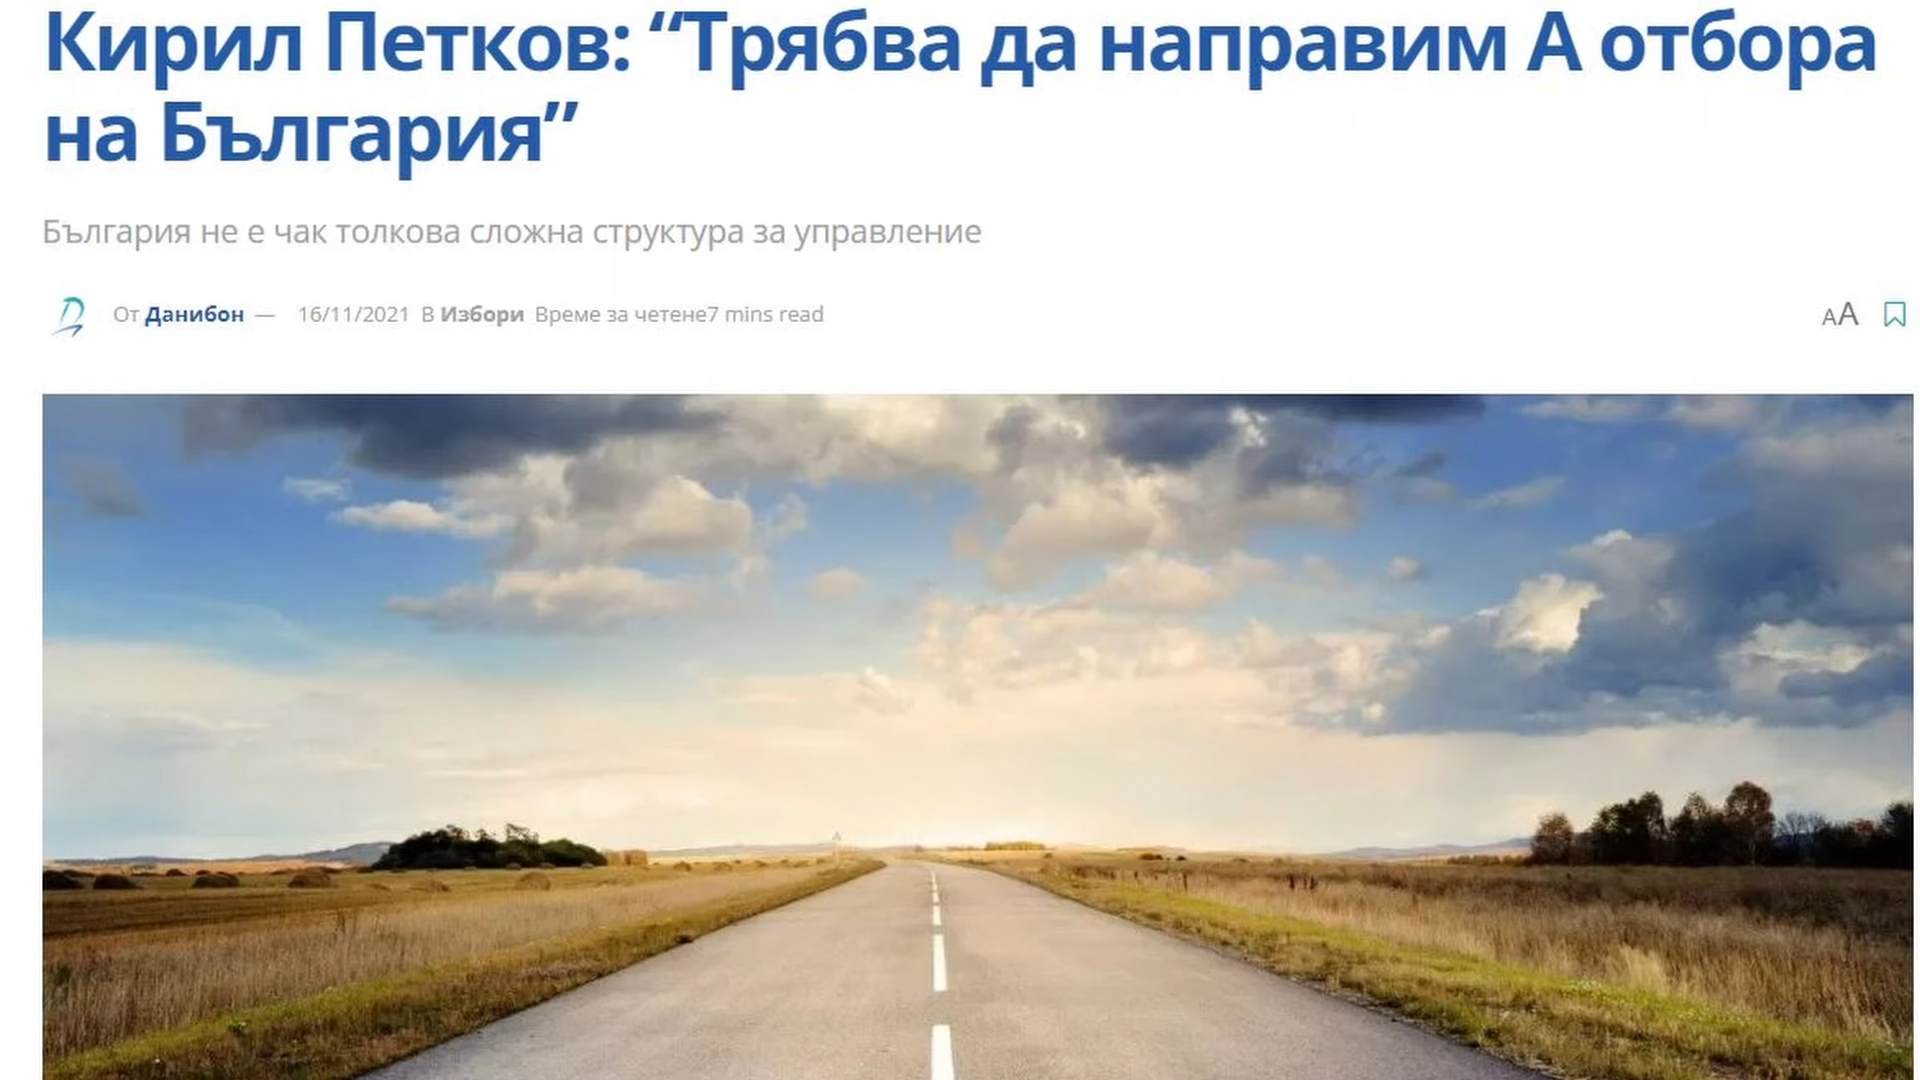 Кирил Петков: “Трябва да направим А отбора
на България”
България не е чак толкова сложна структура за управление
От Данибон — 16/11/2021 В Избори Време за четене7 mins read
AA